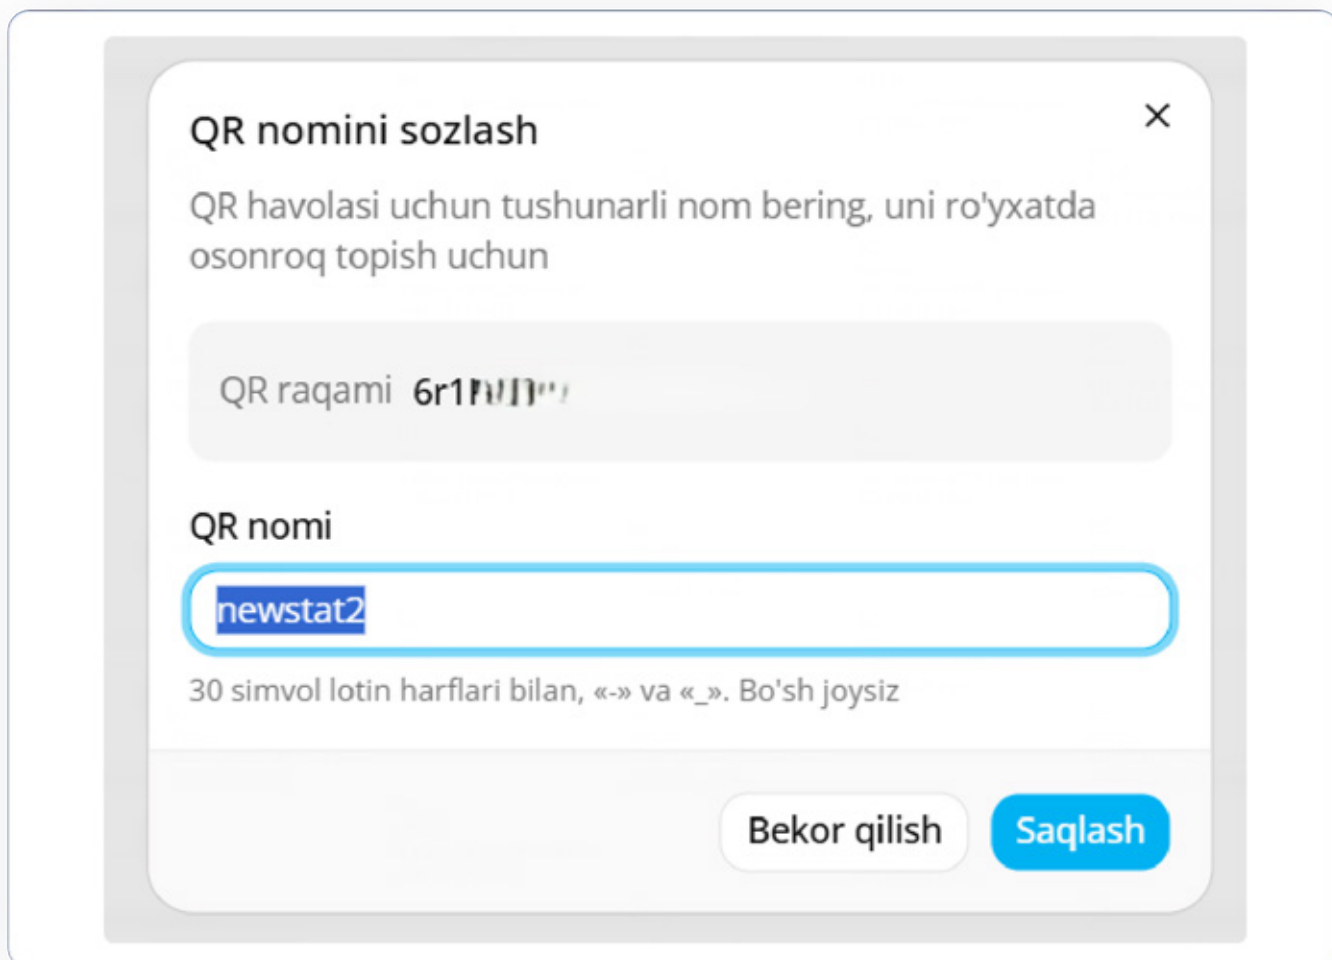 QR nomini sozlash
QR havolasi uchun tushunarli nom bering, uni ro'yxatda
osonroq topish uchun
QR raqami
QR nomi
newstat2
30 simvol lotin harflari bilan, «-» va «_». Bo'sh joysiz
Bekor qilish
Saqlash